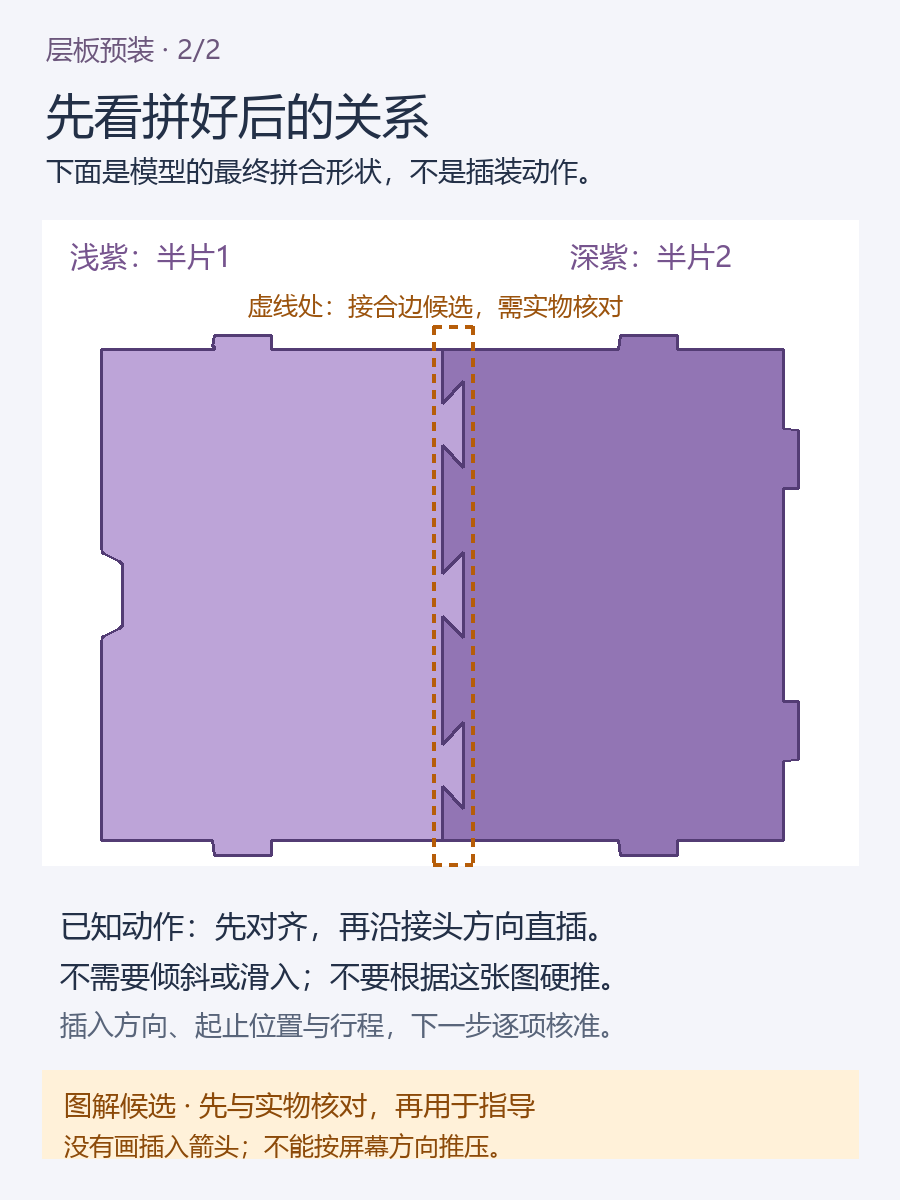 层板预装 · 2/2
先看拼好后的关系
下面是模型的最终拼合形状，不是插装动作。
浅紫：半片1
深紫：半片2
虚线处：接合边候选，需实物核对
已知动作：先对齐，再沿接头方向直插。
不需要倾斜或滑入；不要根据这张图硬推。
插入方向、起止位置与行程，下一步逐项核准。
图解候选 · 先与实物核对，再用于指导
没有画插入箭头；不能按屏幕方向推压。